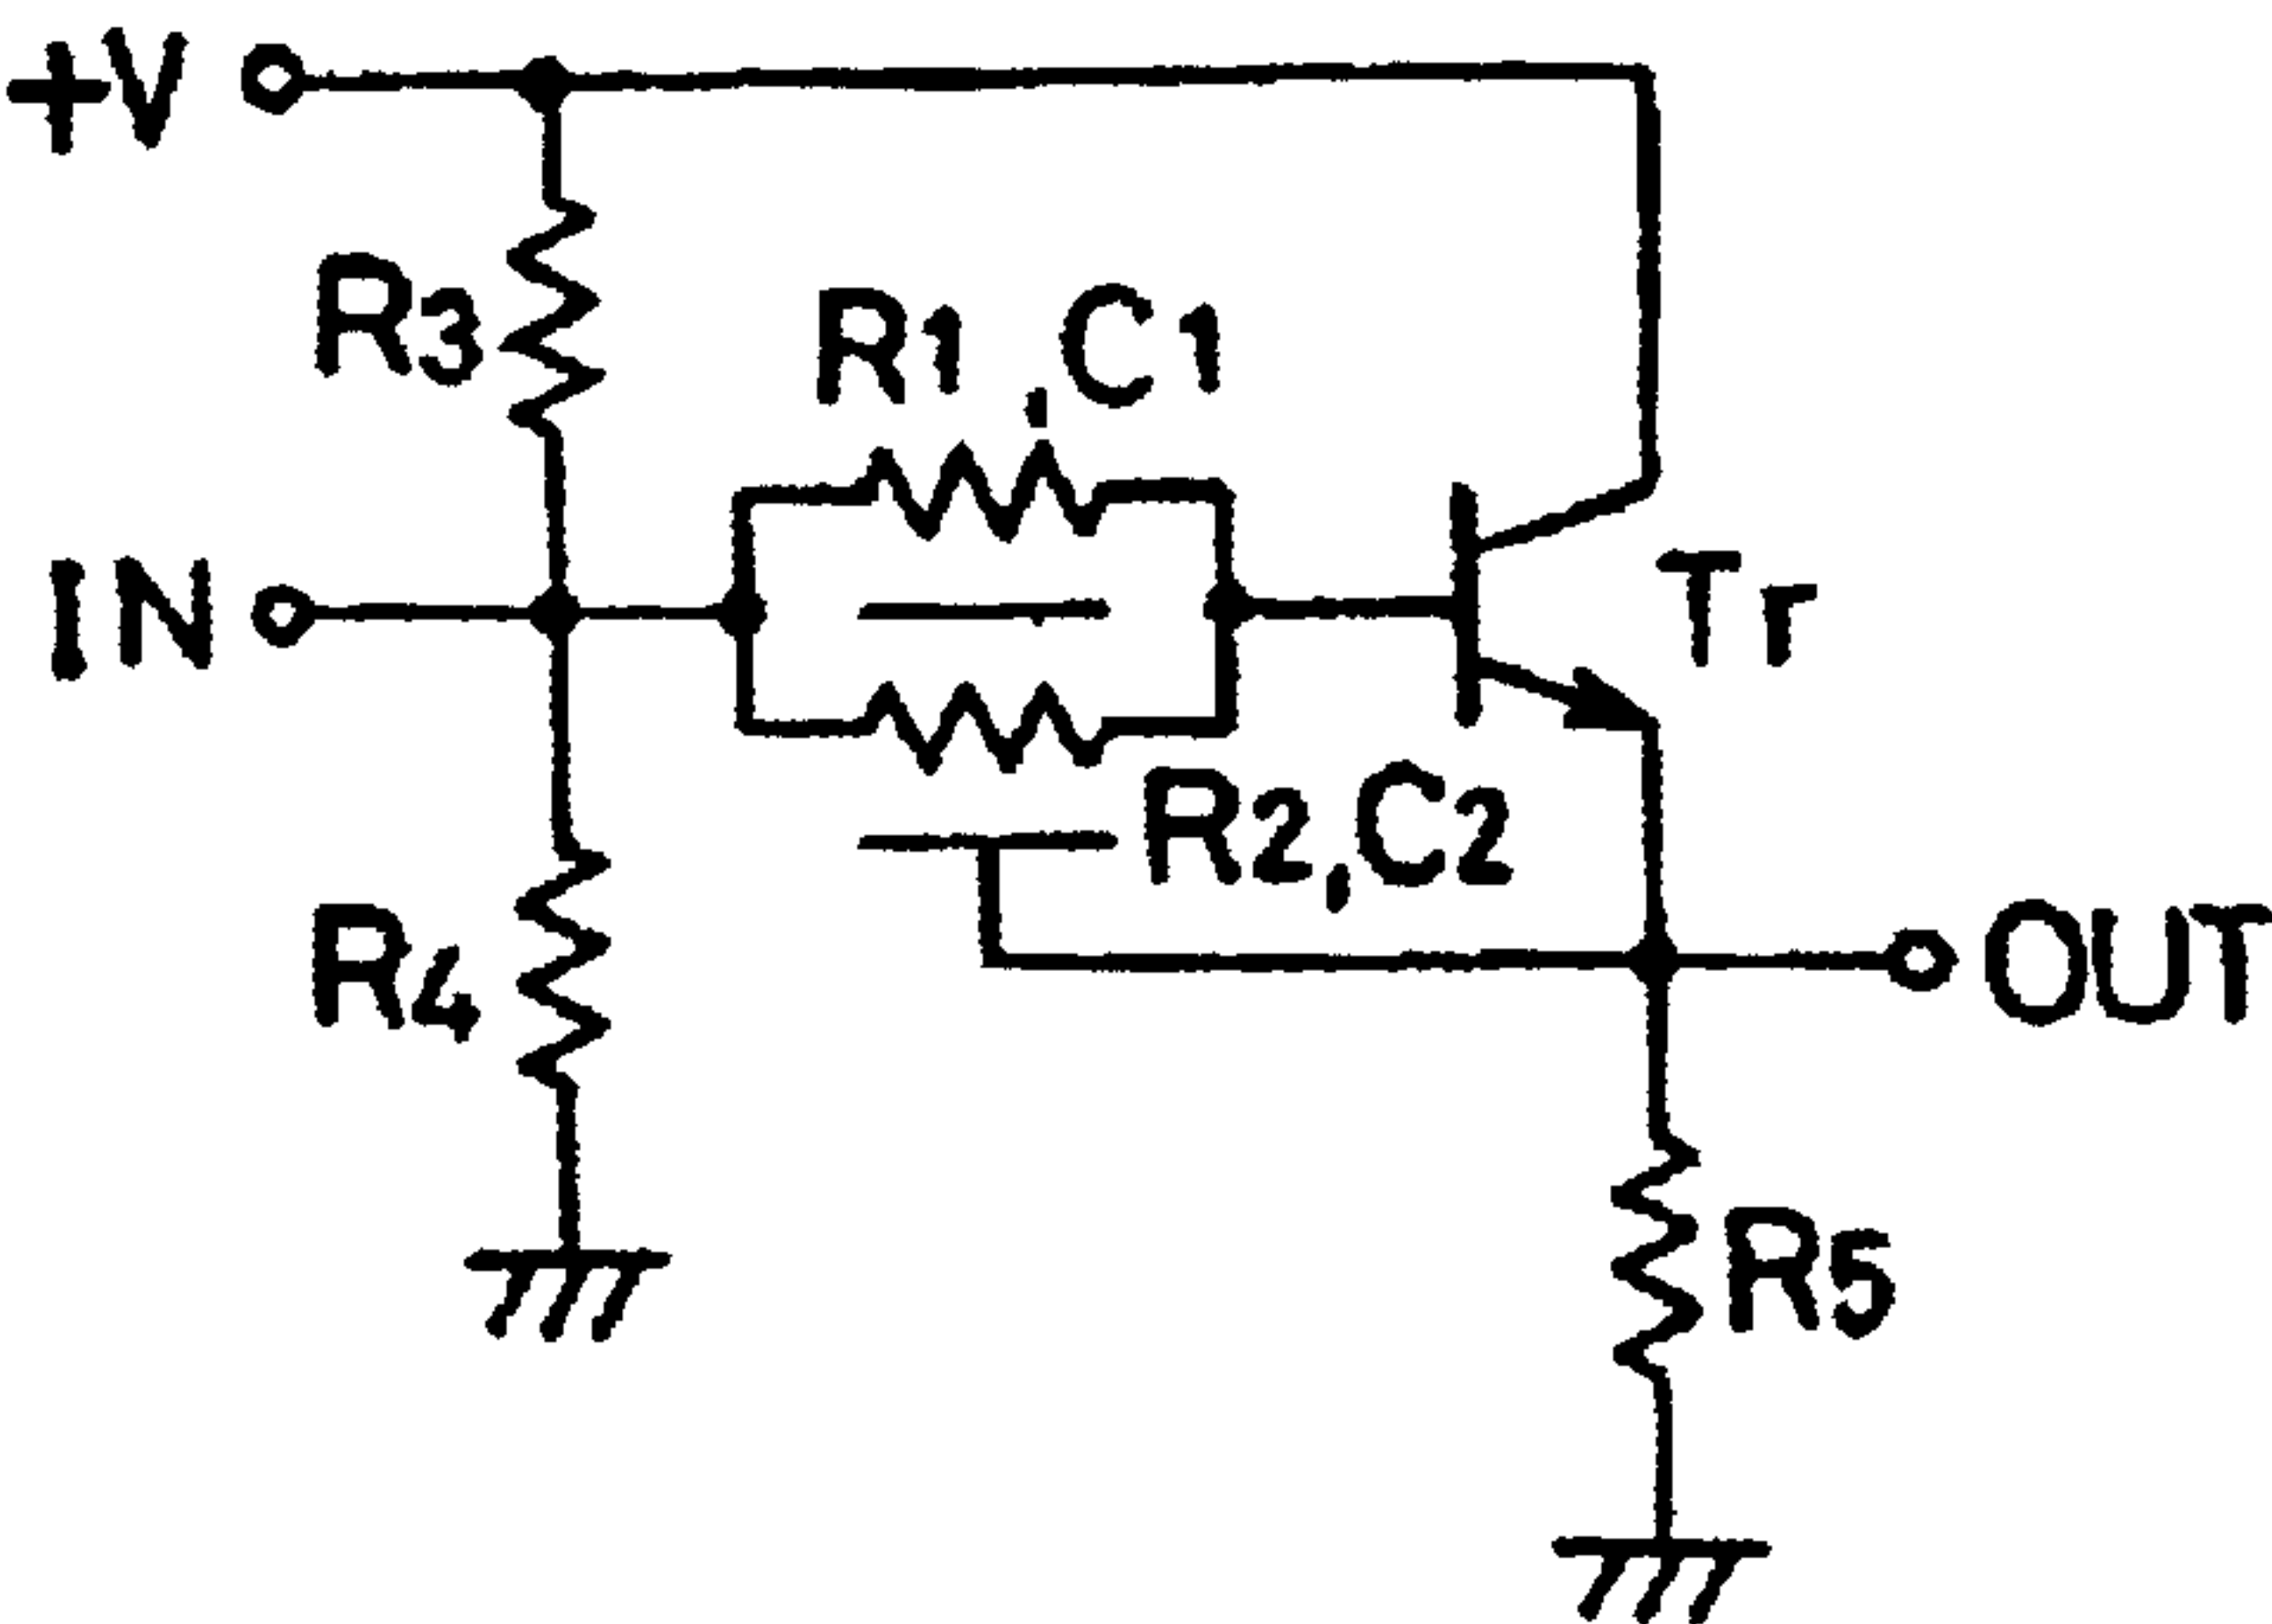 +V
R3
R1,C1
IN
Tr
R2,C2
R4
OUT
R5